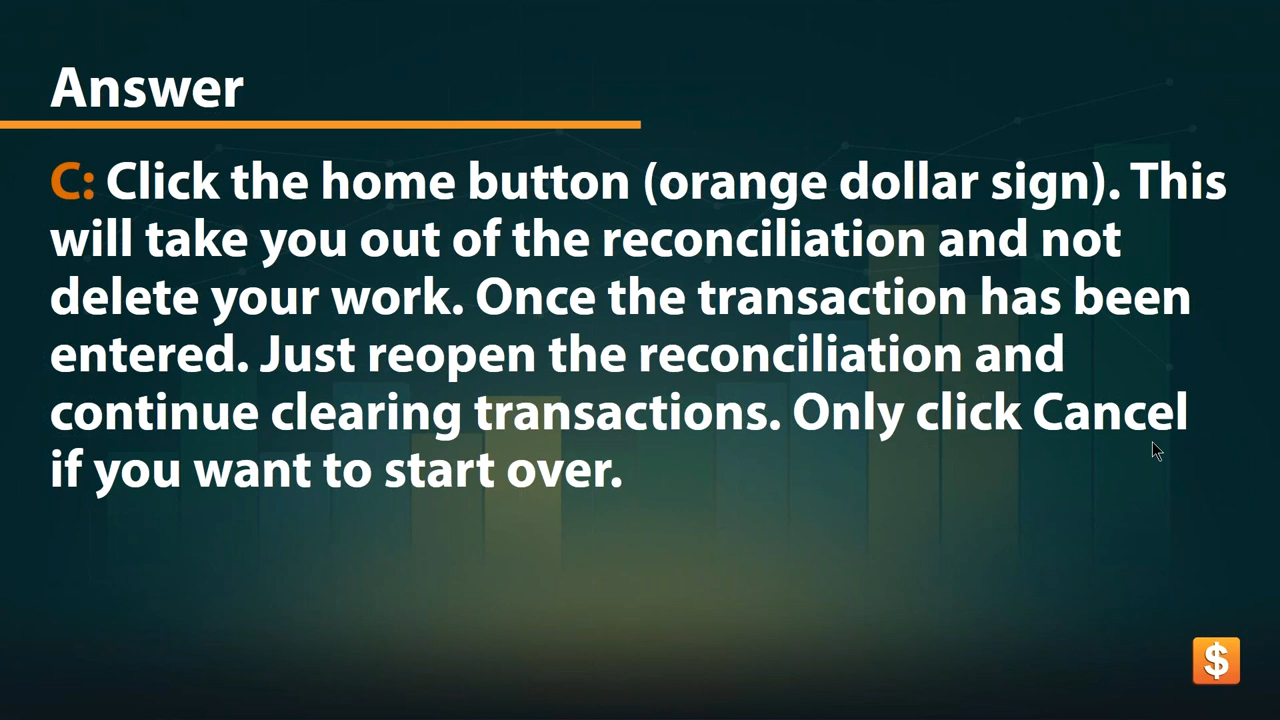 Answer
C: Click the home button (orange dollar sign). This
will take you out of the reconciliation and not
delete your work. Once the transaction has been
entered. Just reopen the reconciliation and
continue clearing transactions. Only click Cancel
if you want to start over.
$